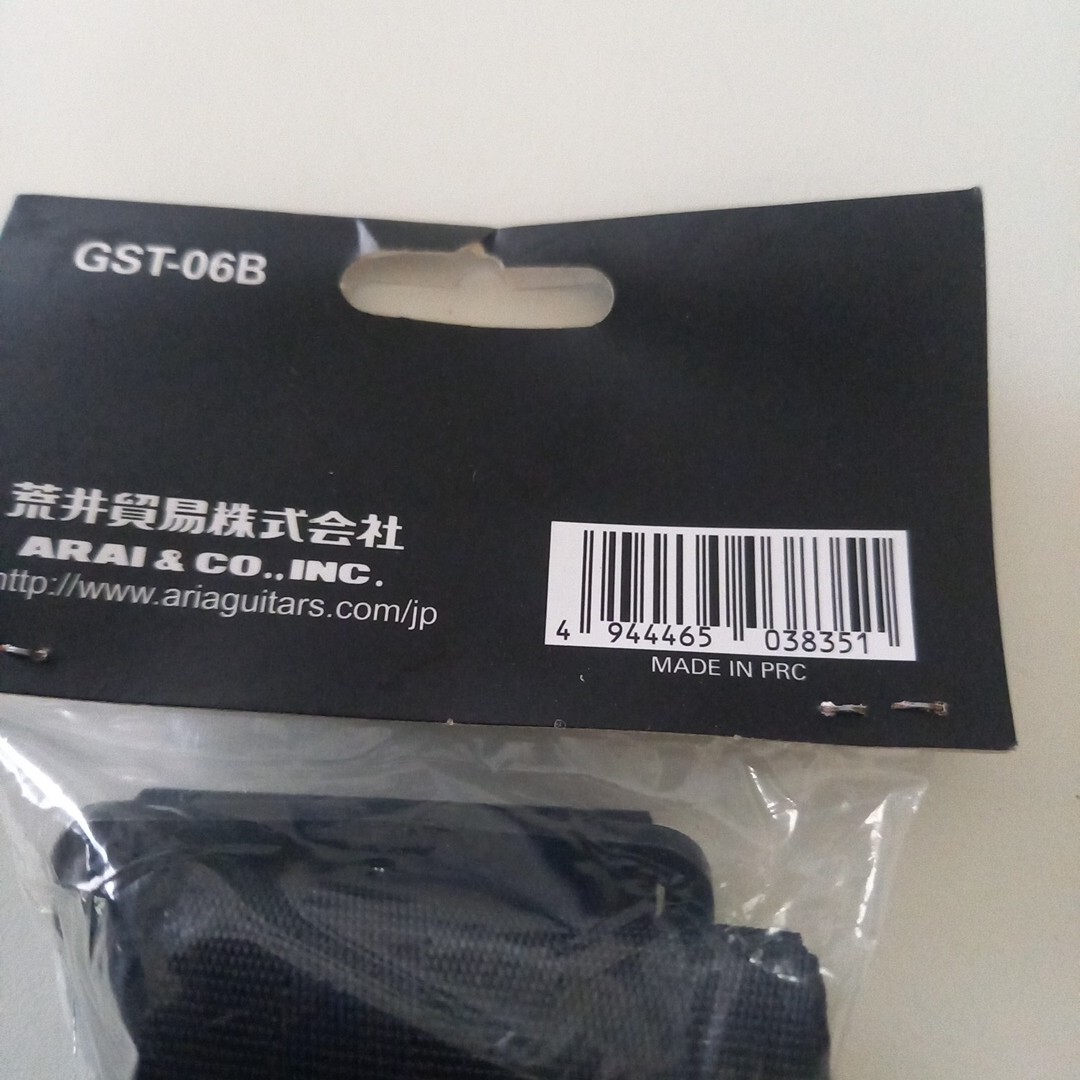 GST-06B
荒井貿易株式会社
ARAI & CO., INC.
http://www.ariaguitars.com/jp
4 944465 038351
MADE IN PRC